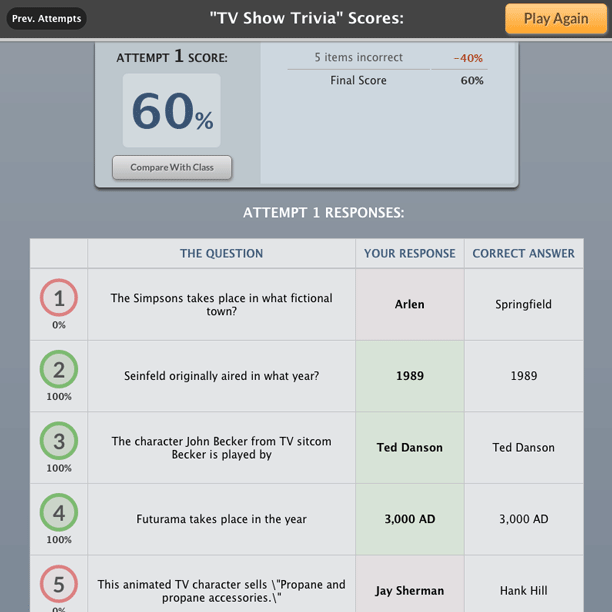 Prev. Attempts
"TV Show Trivia" Scores:
Play Again
ATTEMPT 1 SCORE:
60%
Compare With Class
5 items incorrect −40%
Final Score 60%
ATTEMPT 1 RESPONSES:
THE QUESTION YOUR RESPONSE CORRECT ANSWER
1
0%
The Simpsons takes place in what fictional
town?
Arlen
Springfield
2
100%
Seinfeld originally aired in what year?
1989
1989
3
100%
The character John Becker from TV sitcom
Becker is played by
Ted Danson
Ted Danson
4
100%
Futurama takes place in the year
3,000 AD
3,000 AD
5
0%
This animated TV character sells \"Propane and
propane accessories.\"
Jay Sherman
Hank Hill